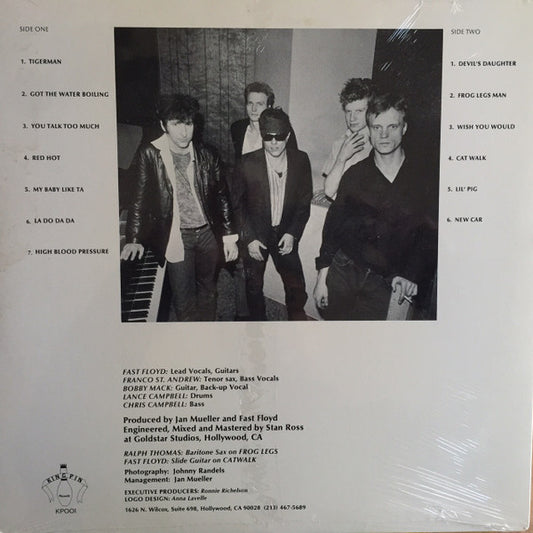 SIDE ONE
1. TIGERMAN
2. GOT THE WATER BOILING
3. YOU TALK TOO MUCH
4. RED HOT
5. MY BABY LIKE TA
6. LA DO DA DA
7. HIGH BLOOD PRESSURE
SIDE TWO
1. DEVIL'S DAUGHTER
2. FROG LEGS MAN
3. WISH YOU WOULD
4. CAT WALK
5. LIL' PIG
6. NEW CAR
FAST FLOYD: Lead Vocals, Guitars
FRANCO ST. ANDREW: Tenor sax, Bass Vocals
BOBBY MACK: Guitar, Back-up Vocal
LANCE CAMPBELL: Drums
CHRIS CAMPBELL: Bass
Produced by Jan Mueller and Fast Floyd
Engineered, Mixed and Mastered by Stan Ross
at Goldstar Studios, Hollywood, CA
RALPH THOMAS: Baritone Sax on FROG LEGS
FAST FLOYD: Slide Guitar on CATWALK
Photography: Johnny Randels
Management: Jan Mueller
EXECUTIVE PRODUCERS: Ronnie Richelson
LOGO DESIGN: Anna Lavelle
1626 N. Wilcox, Suite 698, Hollywood, CA 90028 (213) 467-5689
KING PIN
Records
KPOOI